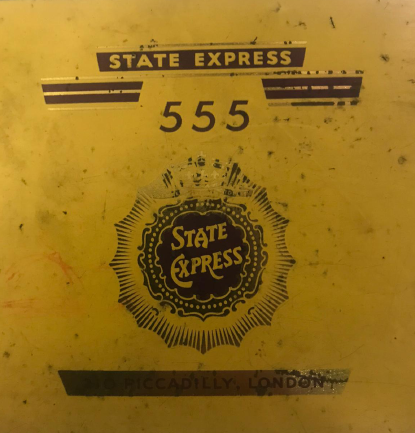 STATE EXPRESS
555
STATE
EXPRESS
PICCADILLY, LONDON